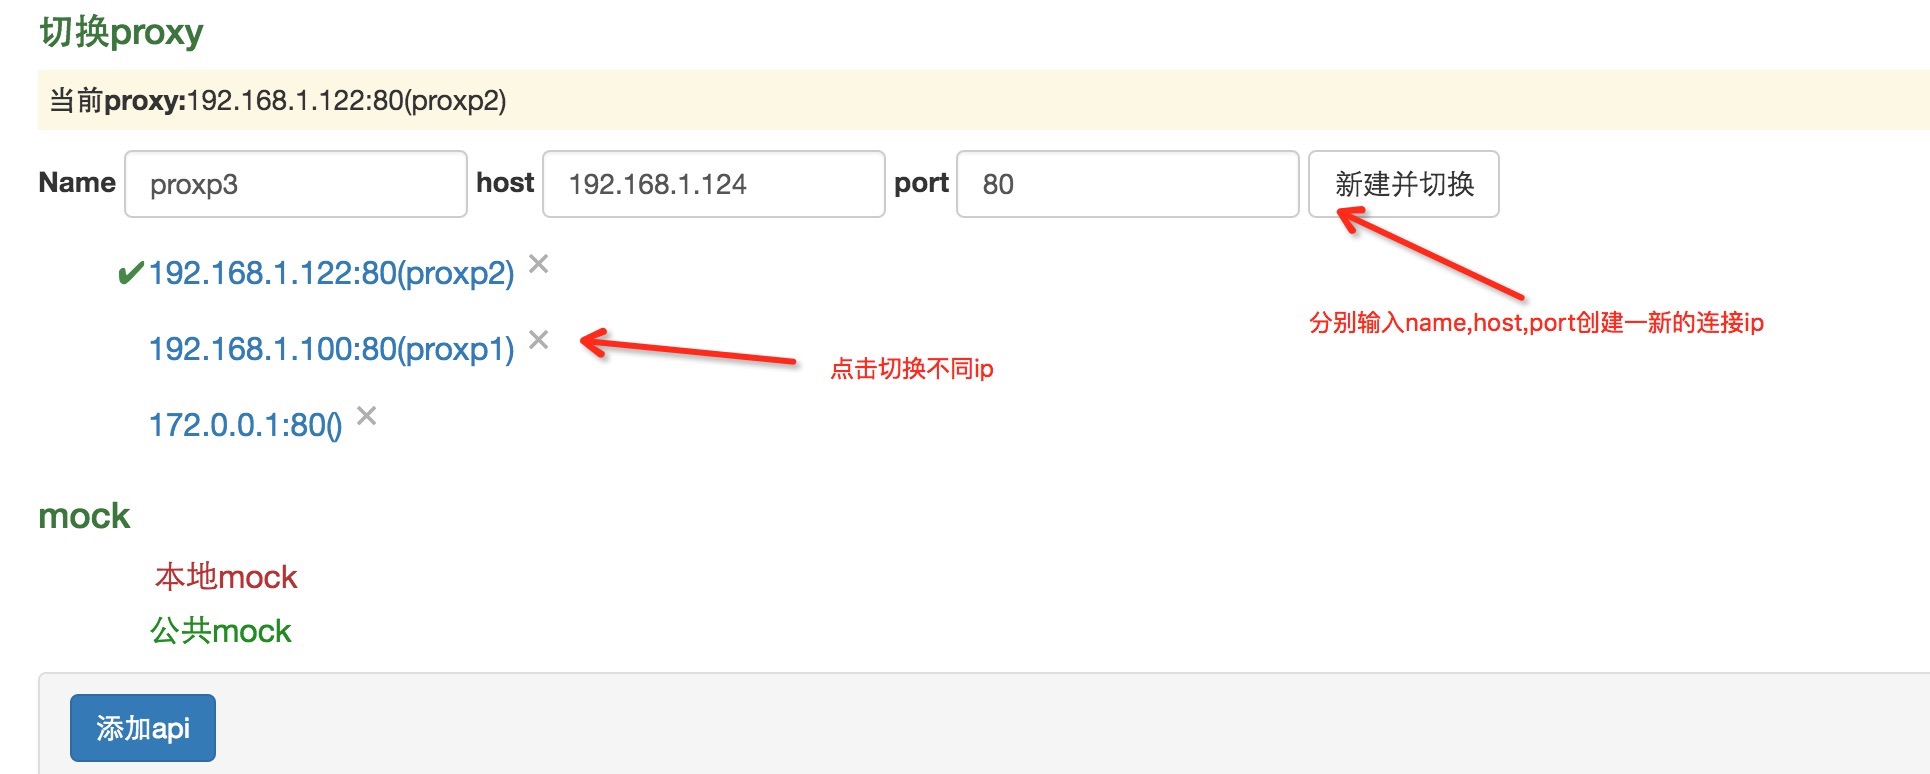 切换proxy
当前proxy:192.168.1.122:80(proxp2)
Name proxp3 host 192.168.1.124 port 80 新建并切换
✔192.168.1.122:80(proxp2) ×
192.168.1.100:80(proxp1) ×
分别输入name,host,port创建一新的连接ip
点击切换不同ip
172.0.0.1:80() ×
mock
本地mock
公共mock
添加api